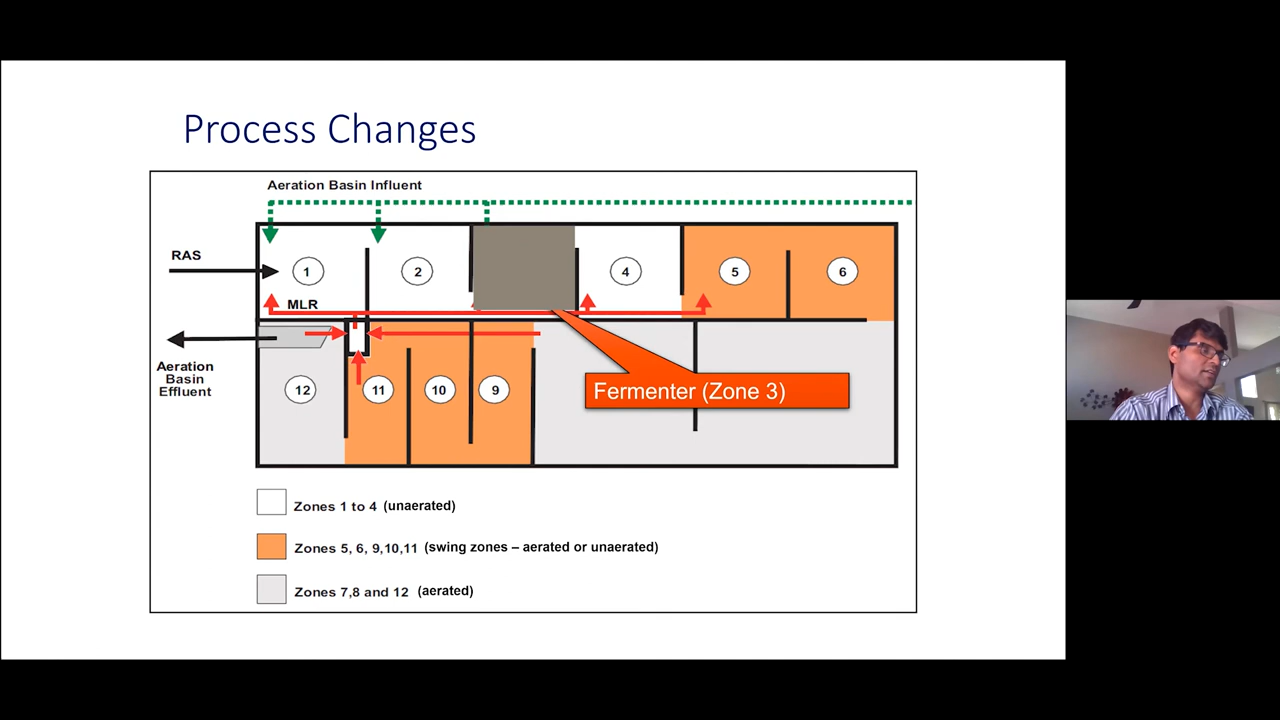 Process Changes
Aeration Basin Influent
RAS
1
2
4
5
6
MLR
Aeration
Basin
Effluent
12
11
10
9
Fermenter (Zone 3)
Zones 1 to 4 (unaerated)
Zones 5, 6, 9,10,11 (swing zones – aerated or unaerated)
Zones 7,8 and 12 (aerated)